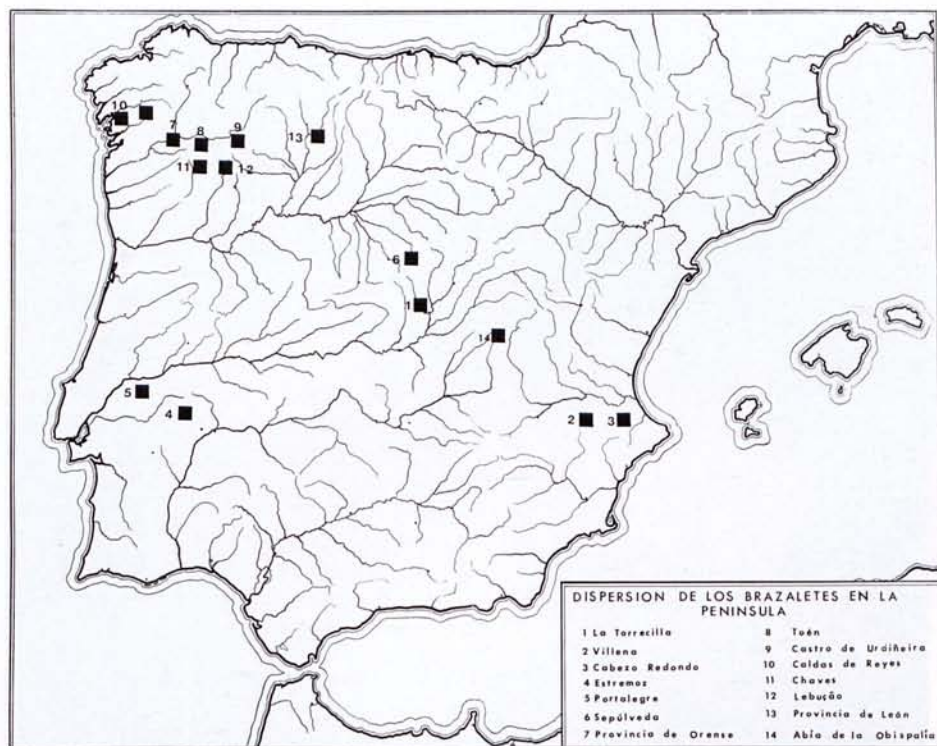 10
7
8
9
13
11
12
6
1
14
5
4
2
3
DISPERSION DE LOS BRAZALETES EN LA
PENINSULA
1 La Torrecilla
2 Villena
3 Cabezo Redondo
4 Estremoz
5 Portalegre
6 Sepúlveda
7 Provincia de Orense
8 Toén
9 Castro de Urdiñeira
10 Caldas de Reyes
11 Chaves
12 Lebução
13 Provincia de León
14 Abia de la Obispalía